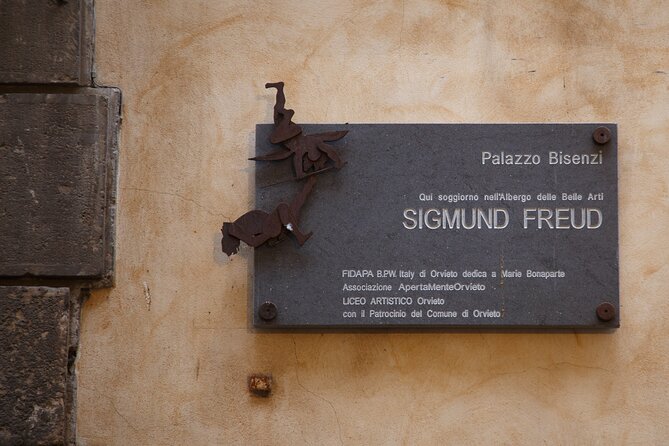 Palazzo Bisenzi
Qui soggiorno nell'Albergo delle Belle Arti
SIGMUND FREUD
FIDAPA B.P.W. Italy di Orvieto dedica a Marie Bonaparte
Associazione ApertaMenteOrvieto
LICEO ARTISTICO Orvieto
con il Patrocinio del Comune di Orvieto